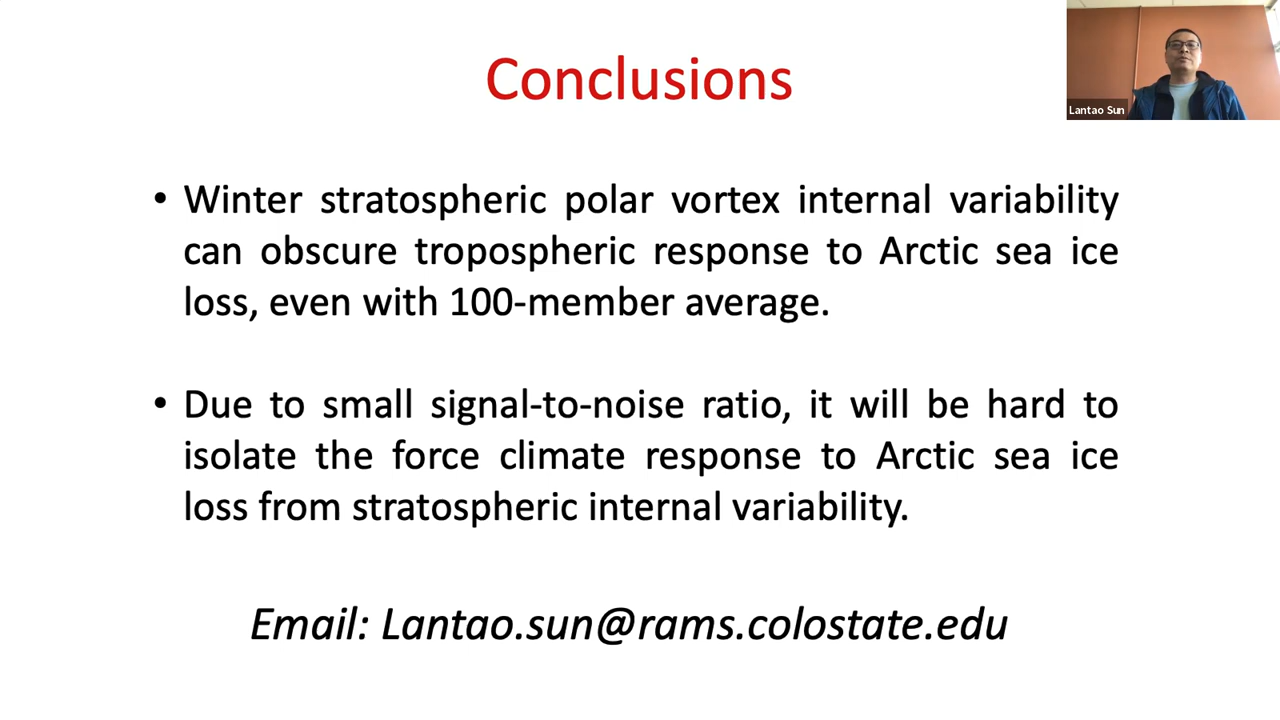 Conclusions
Lantao Sun
• Winter stratospheric polar vortex internal variability
can obscure tropospheric response to Arctic sea ice
loss, even with 100-member average.
• Due to small signal-to-noise ratio, it will be hard to
isolate the force climate response to Arctic sea ice
loss from stratospheric internal variability.
Email: Lantao.sun@rams.colostate.edu